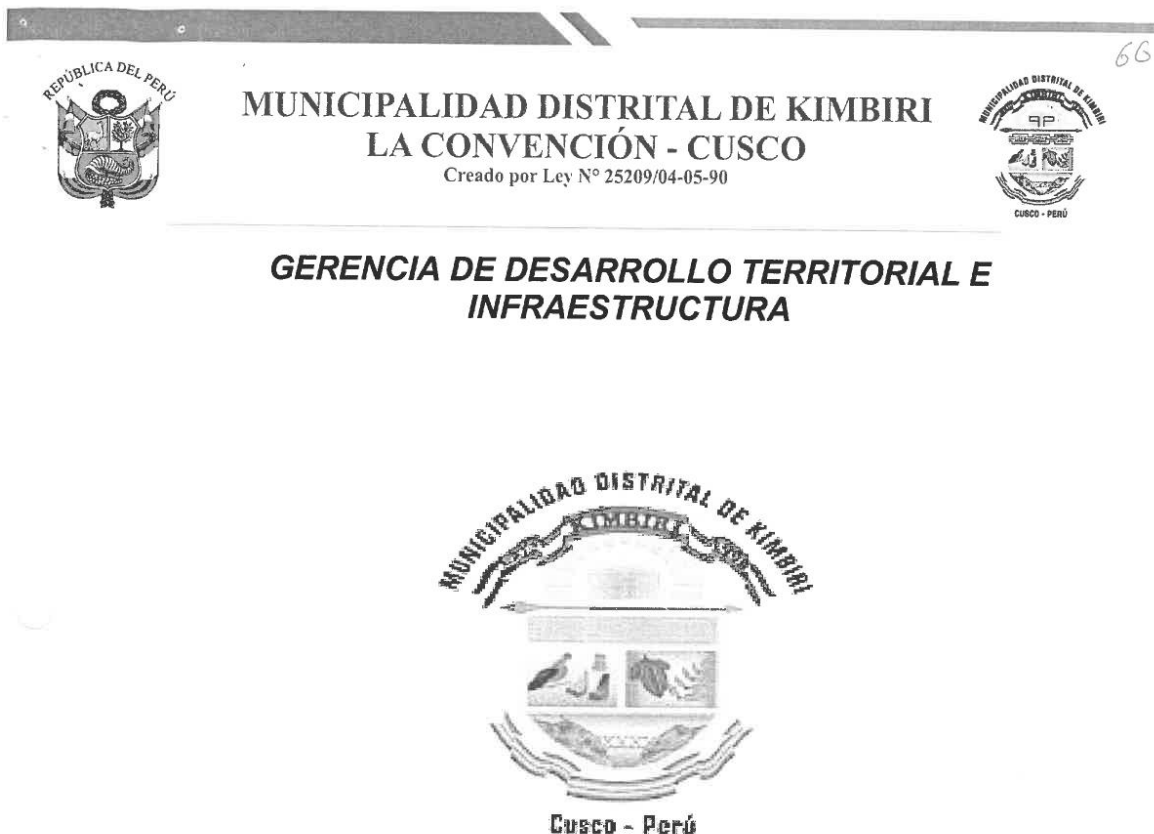 66
REPÚBLICA DEL PERÚ
MUNICIPALIDAD DISTRITAL DE KIMBIRI
LA CONVENCIÓN - CUSCO
Creado por Ley N° 25209/04-05-90
MUNICIPALIDAD DISTRITAL DE KIMBIRI
KIMBIRI
CUSCO - PERÚ
GERENCIA DE DESARROLLO TERRITORIAL E
INFRAESTRUCTURA
MUNICIPALIDAD DISTRITAL DE KIMBIRI
KIMBIRI
Cusco - Perú